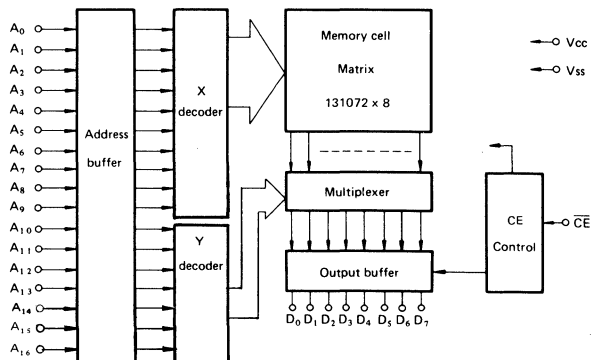 A₀
A₁
A₂
A₃
A₄
A₅
A₆
A₇
A₈
A₉
A₁₀
A₁₁
A₁₂
A₁₃
A₁₄
A₁₅
A₁₆
Address
buffer
X
decoder
Y
decoder
Memory cell
Matrix
131072 x 8
Multiplexer
Output buffer
D₀ D₁ D₂ D₃ D₄ D₅ D₆ D₇
Vcc
Vss
CE
Control
C̅E̅